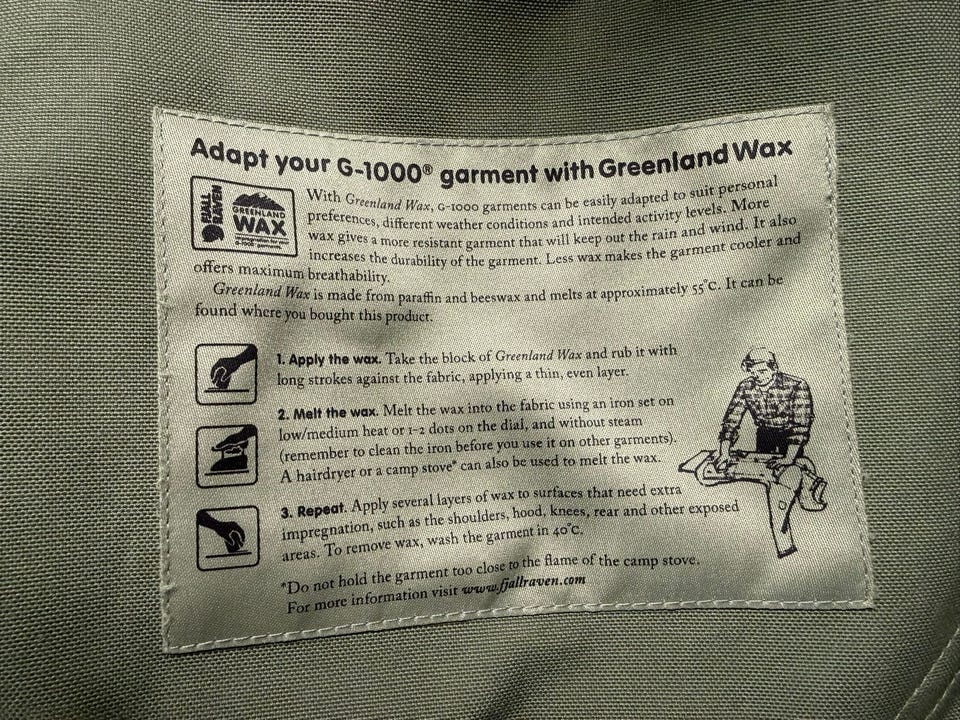 Adapt your G-1000® garment with Greenland Wax
FJÄLL
RÄVEN
GREENLAND
WAX
With Greenland Wax, G-1000 garments can be easily adapted to suit personal
preferences, different weather conditions and intended activity levels. More
wax gives a more resistant garment that will keep out the rain and wind. It also
increases the durability of the garment. Less wax makes the garment cooler and
offers maximum breathability.
Greenland Wax is made from paraffin and beeswax and melts at approximately 55°C. It can be
found where you bought this product.
1. Apply the wax. Take the block of Greenland Wax and rub it with
long strokes against the fabric, applying a thin, even layer.
2. Melt the wax. Melt the wax into the fabric using an iron set on
low/medium heat or 1-2 dots on the dial, and without steam
(remember to clean the iron before you use it on other garments).
A hairdryer or a camp stove* can also be used to melt the wax.
3. Repeat. Apply several layers of wax to surfaces that need extra
impregnation, such as the shoulders, hood, knees, rear and other exposed
areas. To remove wax, wash the garment in 40°C.
*Do not hold the garment too close to the flame of the camp stove.
For more information visit www.fjallraven.com